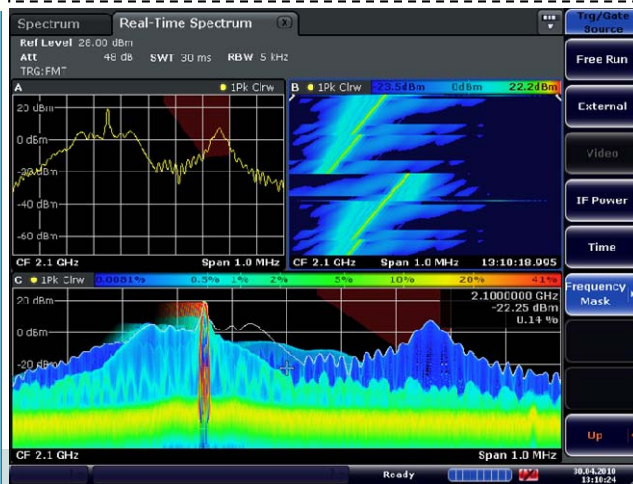 Spectrum Real-Time Spectrum
Ref Level 28.00 dBm
Att 48 dB SWT 30 ms RBW 5 kHz
TRG:FMT
A 1Pk Clrw
20 dBm
0 dBm
-60 dBm
CF 2.1 GHz Span 1.0 MHz
B 1Pk Clrw -23.5dBm 0dBm 22.2dBm
CF 2.1 GHz Span 1.0 MHz 13:10:18.995
C 1Pk Clrw 0.0081% 0.5% 1% 2% 5% 10% 20% 41%
2.1000000 GHz
-22.25 dBm
0.14 %
20 dBm
0 dBm
-20 dBm
CF 2.1 GHz Span 1.0 MHz
Ready
30.04.2010
13:10:24
Trg/Gate
Source
Free Run
External
Video
IF Power
Time
Frequency
Mask
Up